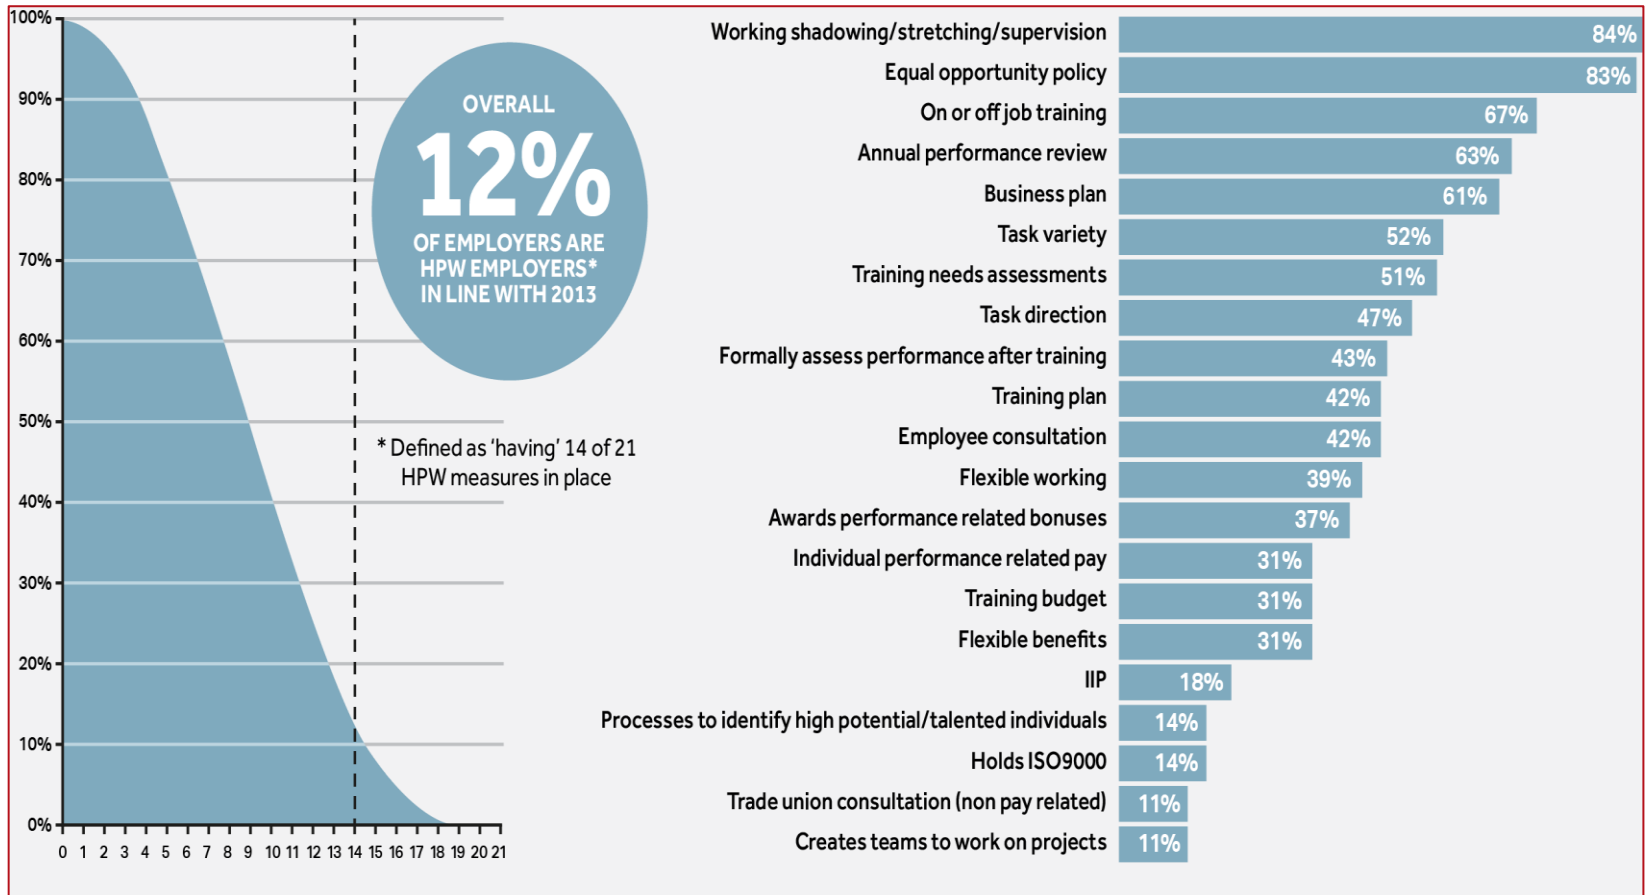 100%
90%
80%
70%
60%
50%
40%
30%
20%
10%
0%
0 1 2 3 4 5 6 7 8 9 10 11 12 13 14 15 16 17 18 19 20 21
OVERALL
12%
OF EMPLOYERS ARE
HPW EMPLOYERS*
IN LINE WITH 2013
* Defined as ‘having’ 14 of 21
HPW measures in place
Working shadowing/stretching/supervision 84%
Equal opportunity policy 83%
On or off job training 67%
Annual performance review 63%
Business plan 61%
Task variety 52%
Training needs assessments 51%
Task direction 47%
Formally assess performance after training 43%
Training plan 42%
Employee consultation 42%
Flexible working 39%
Awards performance related bonuses 37%
Individual performance related pay 31%
Training budget 31%
Flexible benefits 31%
IIP 18%
Processes to identify high potential/talented individuals 14%
Holds ISO9000 14%
Trade union consultation (non pay related) 11%
Creates teams to work on projects 11%